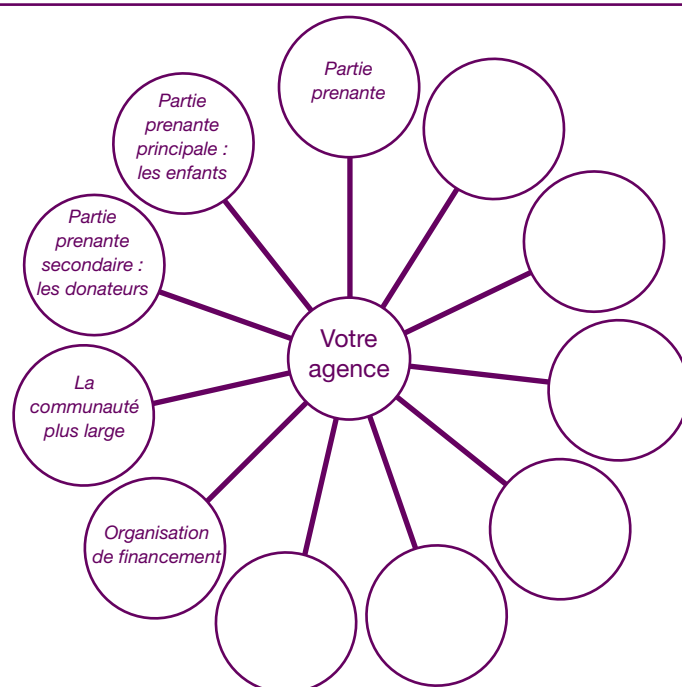 Partie
prenante
Partie
prenante
principale :
les enfants
Partie
prenante
secondaire :
les donateurs
Votre
agence
La
communauté
plus large
Organisation
de financement